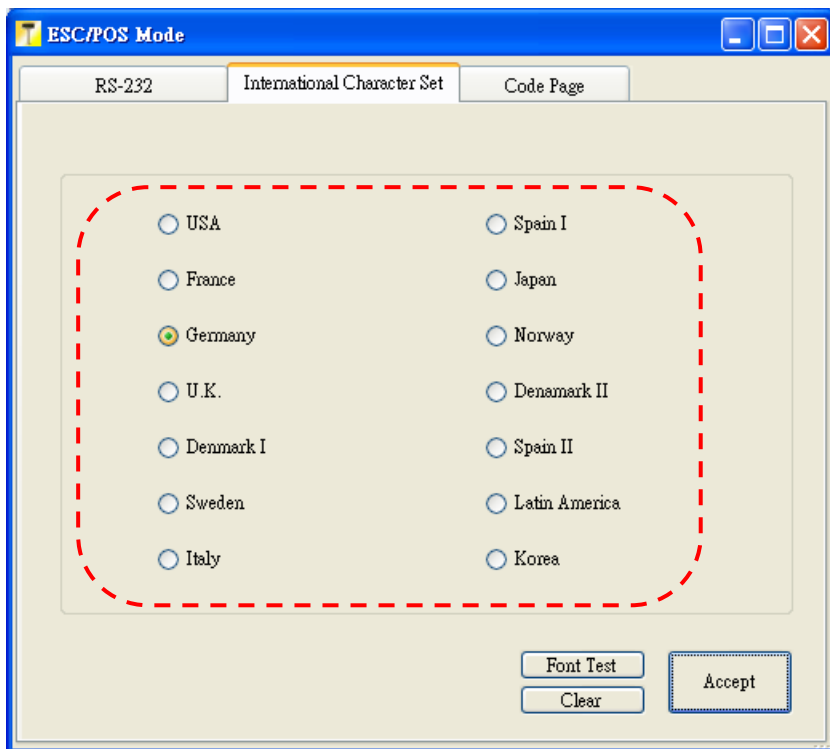 ESC/POS Mode
RS-232 International Character Set Code Page
USA
France
Germany
U.K.
Denmark I
Sweden
Italy
Spain I
Japan
Norway
Denamark II
Spain II
Latin America
Korea
Font Test
Clear
Accept